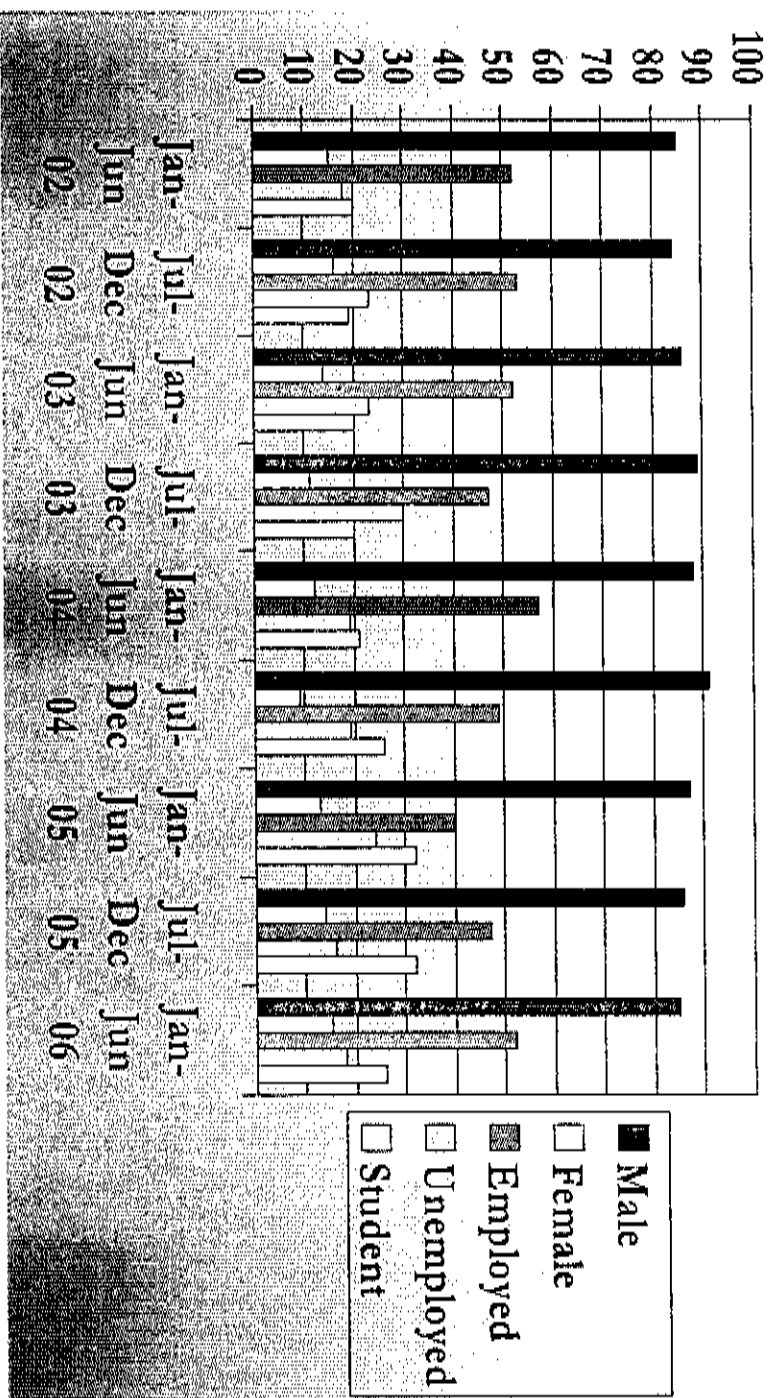 100
90
80
70
60
50
40
30
20
10
0
Jan-
Jun
02
Jul-
Dec
02
Jan-
Jun
03
Jul-
Dec
03
Jan-
Jun
04
Jul-
Dec
04
Jan-
Jun
05
Jul-
Dec
05
Jan-
Jun
06
Male
Female
Employed
Unemployed
Student